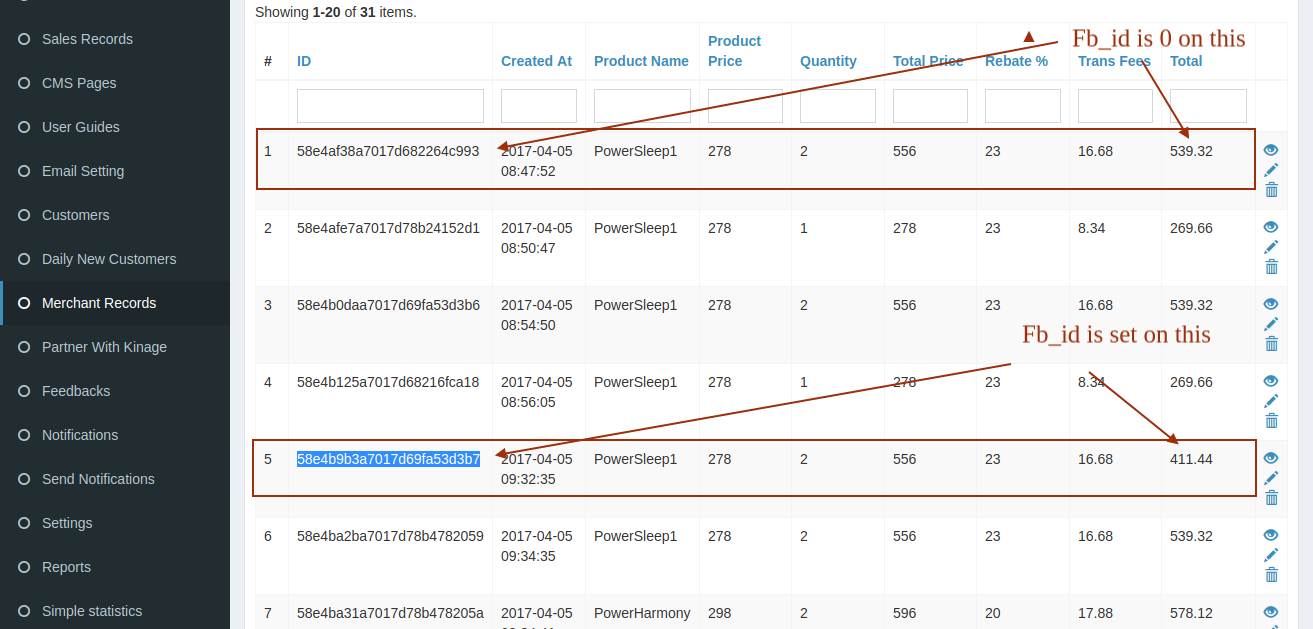 Showing 1-20 of 31 items.
Sales Records
CMS Pages
User Guides
Email Setting
Customers
Daily New Customers
Merchant Records
Partner With Kinage
Feedbacks
Notifications
Send Notifications
Settings
Reports
Simple statistics
Fb_id is 0 on this
# ID Created At Product Name Product Price Quantity Total Price Rebate % Trans Fees Total
1 58e4af38a7017d682264c993 2017-04-05 08:47:52 PowerSleep1 278 2 556 23 16.68 539.32
2 58e4afe7a7017d78b24152d1 2017-04-05 08:50:47 PowerSleep1 278 1 278 23 8.34 269.66
3 58e4b0daa7017d69fa53d3b6 2017-04-05 08:54:50 PowerSleep1 278 2 556 23 16.68 539.32
Fb_id is set on this
4 58e4b125a7017d68216fca18 2017-04-05 08:56:05 PowerSleep1 278 1 278 23 8.34 269.66
5 58e4b9b3a7017d69fa53d3b7 2017-04-05 09:32:35 PowerSleep1 278 2 556 23 16.68 411.44
6 58e4ba2ba7017d78b4782059 2017-04-05 09:34:35 PowerSleep1 278 2 556 23 16.68 539.32
7 58e4ba31a7017d78b478205a 2017-04-05 PowerHarmony 298 2 596 20 17.88 578.12